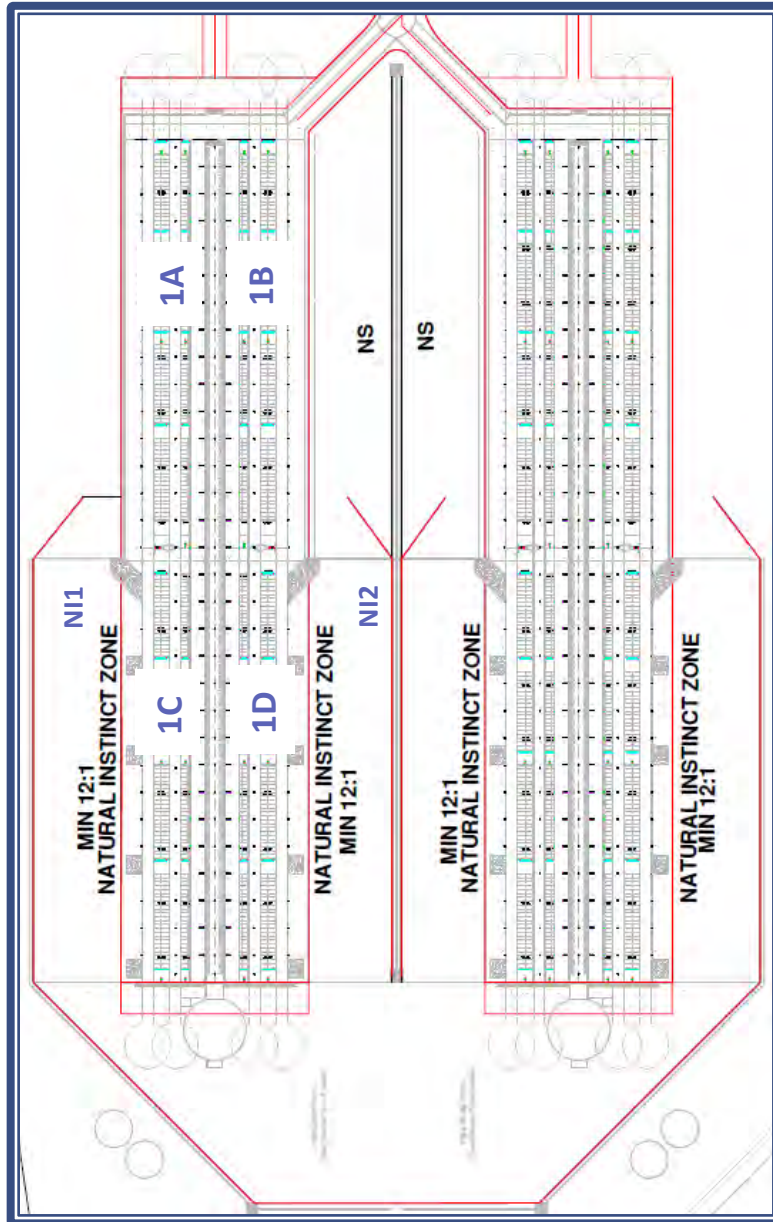 1A
1B
NS
NS
NI1
MIN 12:1
NATURAL INSTINCT ZONE
1C
1D
NATURAL INSTINCT ZONE
MIN 12:1
NI2
MIN 12:1
NATURAL INSTINCT ZONE
NATURAL INSTINCT ZONE
MIN 12:1